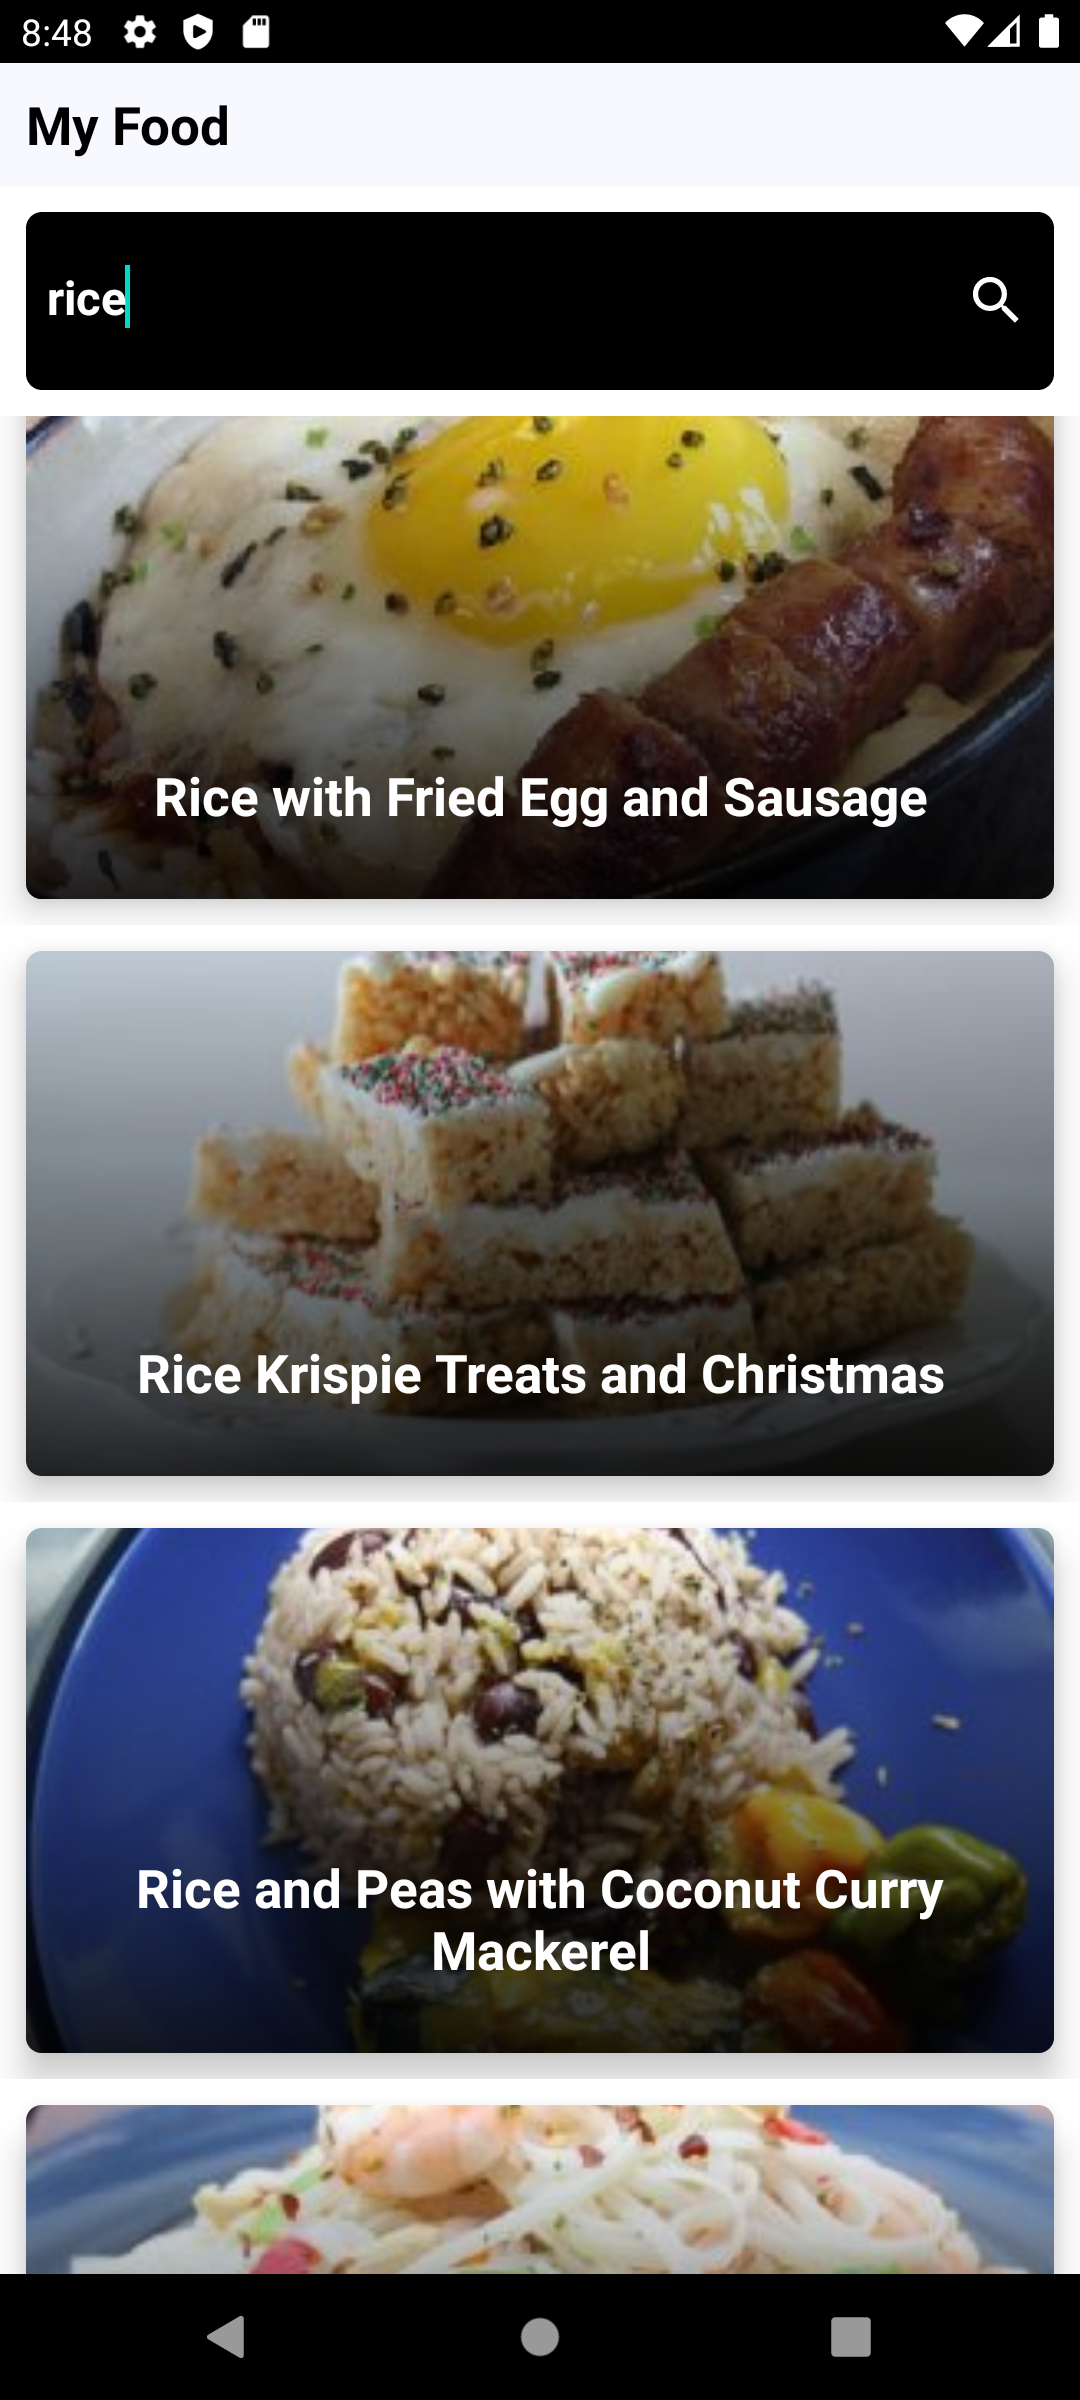 8:48
My Food
rice
Rice with Fried Egg and Sausage
Rice Krispie Treats and Christmas
Rice and Peas with Coconut Curry
Mackerel